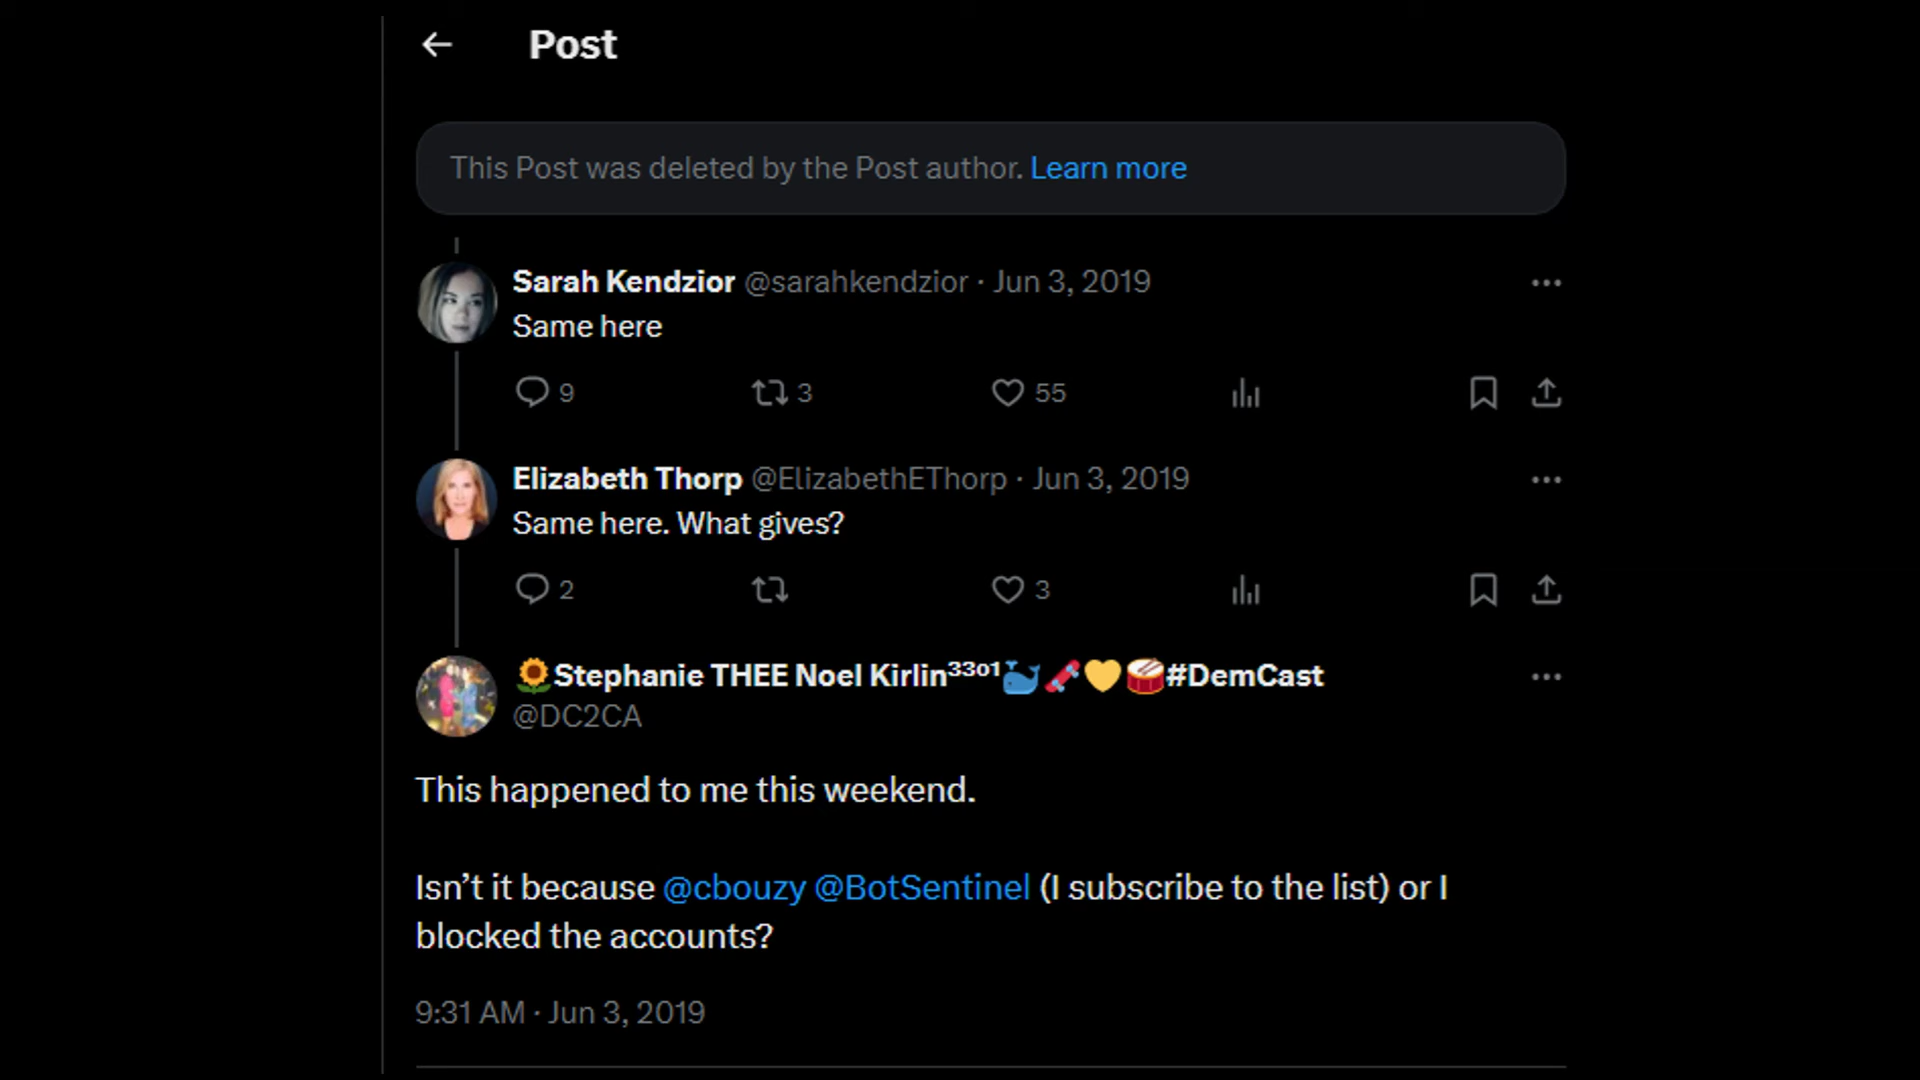 Post
This Post was deleted by the Post author. Learn more
Sarah Kendzior @sarahkendzior · Jun 3, 2019
Same here
9 3 55
Elizabeth Thorp @ElizabethEThorp · Jun 3, 2019
Same here. What gives?
2 3
🌻Stephanie THEE Noel Kirlin³³⁰¹🐳🧨💛🥁#DemCast
@DC2CA
This happened to me this weekend.
Isn’t it because @cbouzy @BotSentinel (I subscribe to the list) or I
blocked the accounts?
9:31 AM · Jun 3, 2019